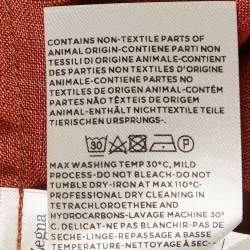 CONTAINS NON-TEXTILE PARTS OF
ANIMAL ORIGIN-CONTIENE PARTI NON
TESSILI DI ORIGINE ANIMALE-CONTIENT
DES PARTIES NON TEXTILES D'ORIGINE
ANIMALE-CONTIENE PARTES NO
TEXTILES DE ORIGEN ANIMAL-CONTÉM
PARTES NÃO TÊXTEIS DE ORIGEM
ANIMAL-ENTHÄLT NICHTTEXTILE TEILE
TIERISCHEN URSPRUNGS-
30
P
MAX WASHING TEMP 30°C, MILD
PROCESS-DO NOT BLEACH-DO NOT
TUMBLE DRY-IRON AT MAX 110°C-
PROFESSIONAL DRY CLEANING IN
TETRACHLOROETHENE AND
HYDROCARBONS-LAVAGE MACHINE 30°
DELICAT-PAS DE BLANCHIMENT-PAS DE
SECHE-LINGE-REPASSAGE A BASSE
TEMPERATURE-NETTOYAGE A SEC-
egna